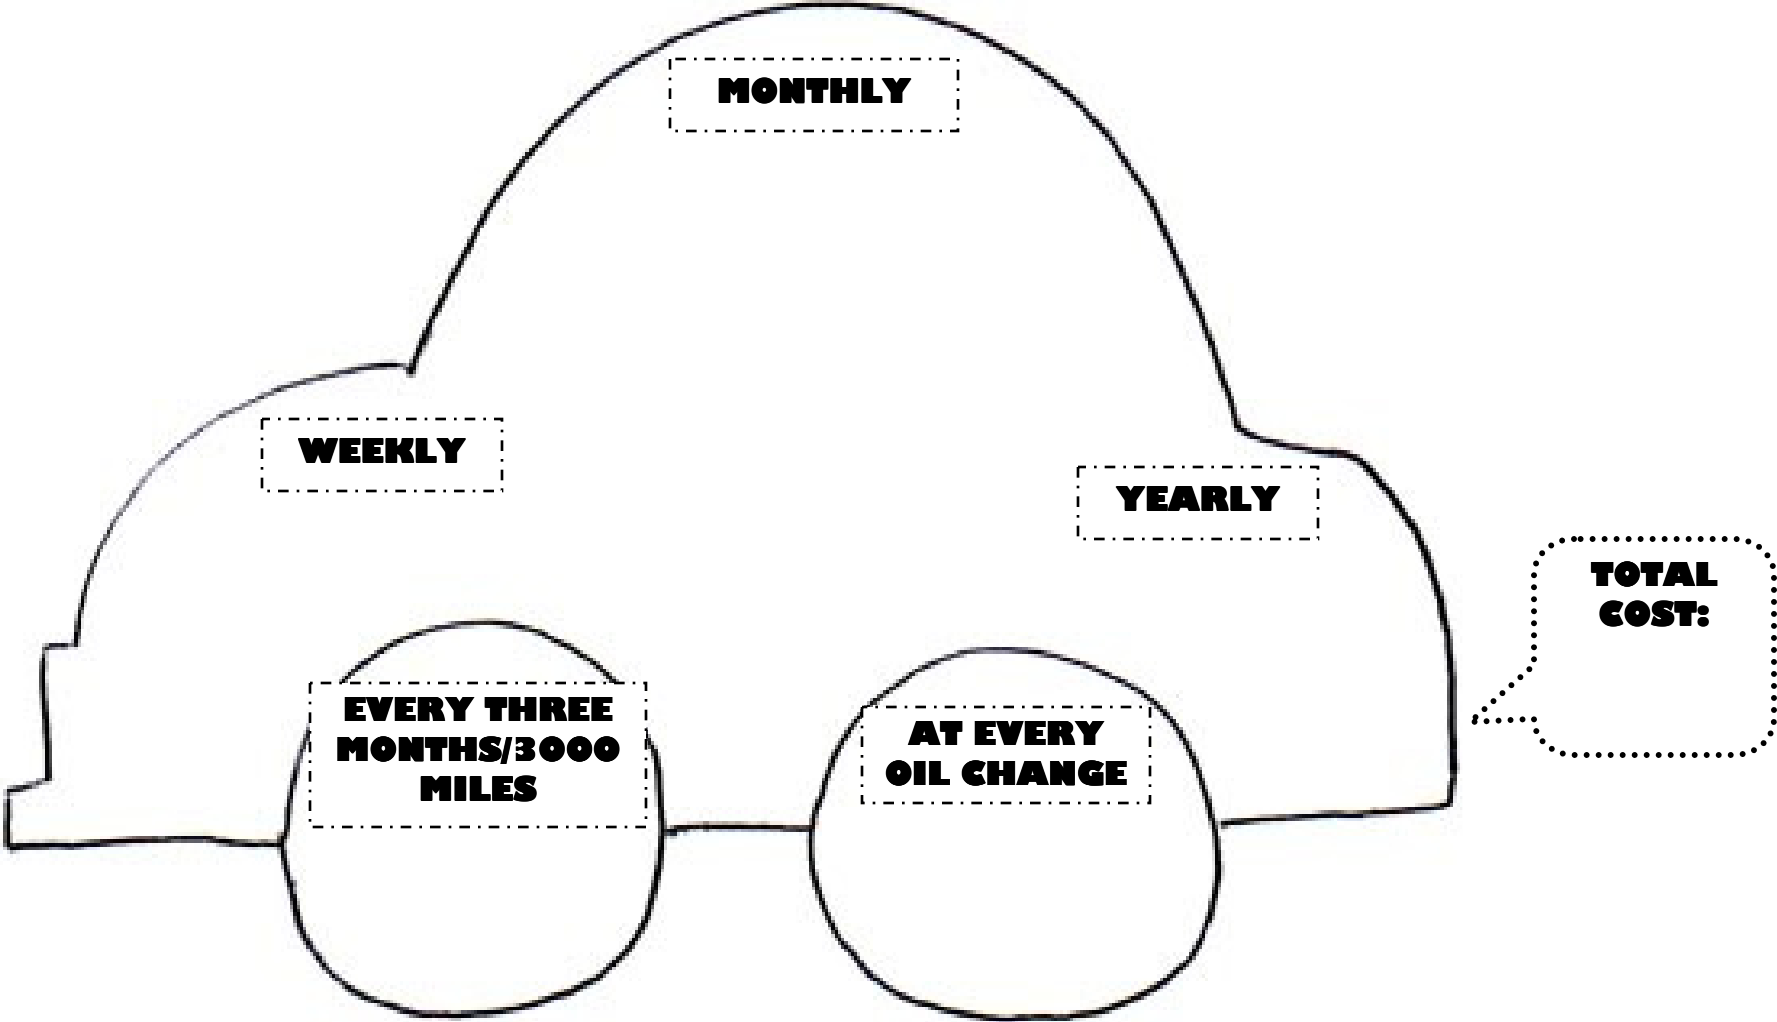 MONTHLY
WEEKLY
YEARLY
TOTAL
COST:
EVERY THREE
MONTHS/3000
MILES
AT EVERY
OIL CHANGE